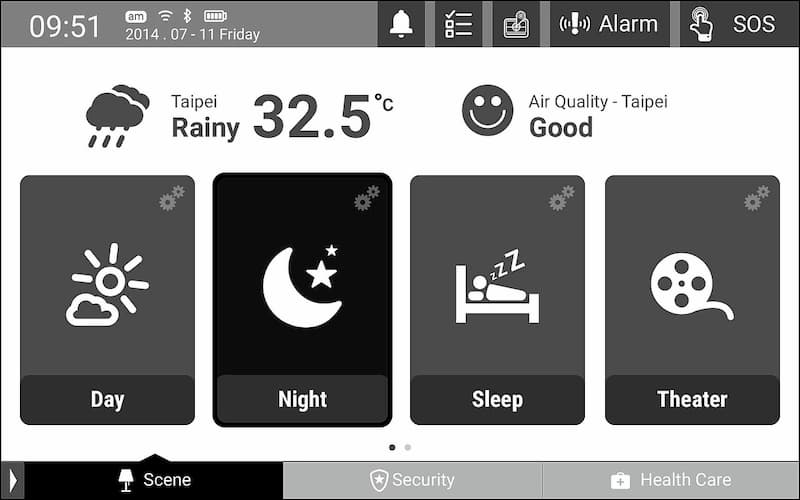 09:51
am
2014 . 07 - 11 Friday
Alarm
SOS
Taipei
Rainy
32.5°C
Air Quality - Taipei
Good
zzZ
Day
Night
Sleep
Theater
Scene
Security
Health Care